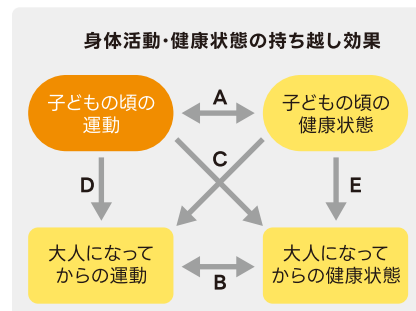 身体活動・健康状態の持ち越し効果
子どもの頃の
運動
A
子どもの頃の
健康状態
C
D
E
大人になって
からの運動
B
大人になって
からの健康状態